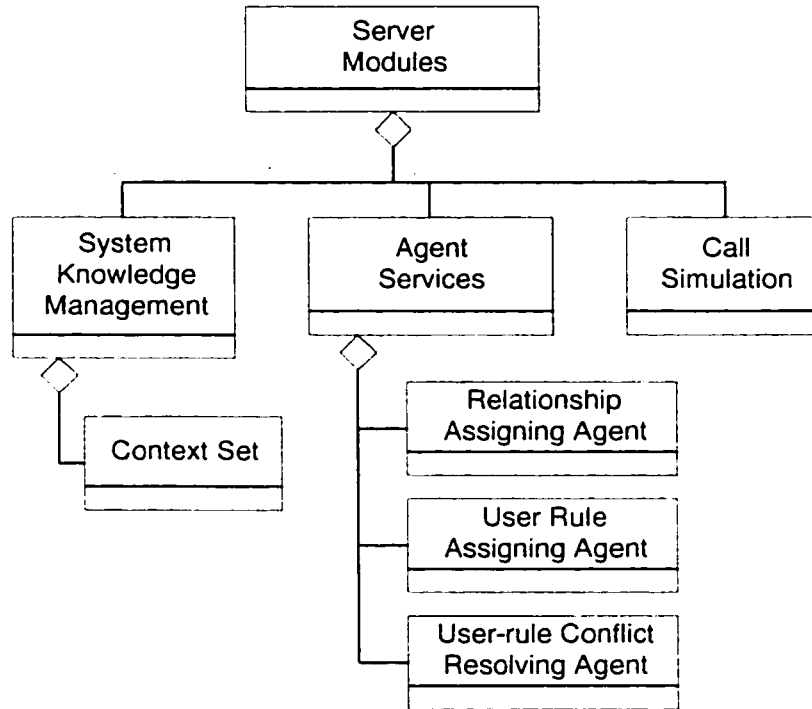 Server
Modules
System
Knowledge
Management
Agent
Services
Call
Simulation
Context Set
Relationship
Assigning Agent
User Rule
Assigning Agent
User-rule Conflict
Resolving Agent